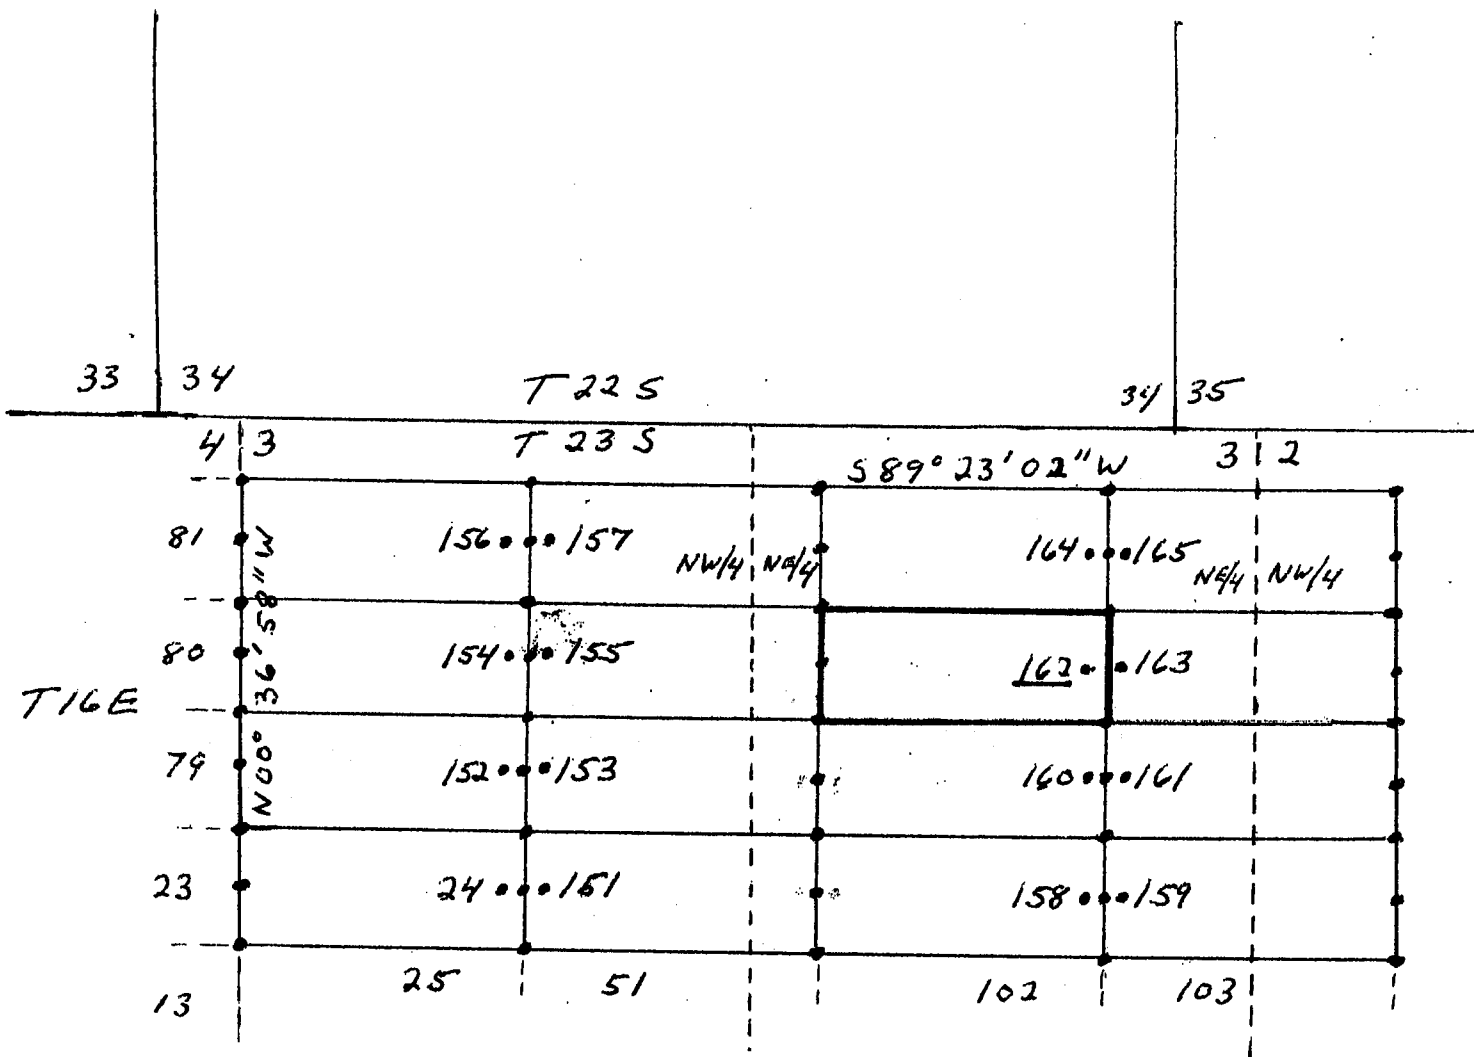 33 34 T 22 S 34 35
4 3 T 23 S 3 2
S 89° 23' 02" W
81 156 157 NW/4 NE/4 164 165 NE/4 NW/4
80 154 155 162 163
N 00° 36' 58" W
T16E
79 152 153 160 161
23 24 151 158 159
13 25 51 102 103